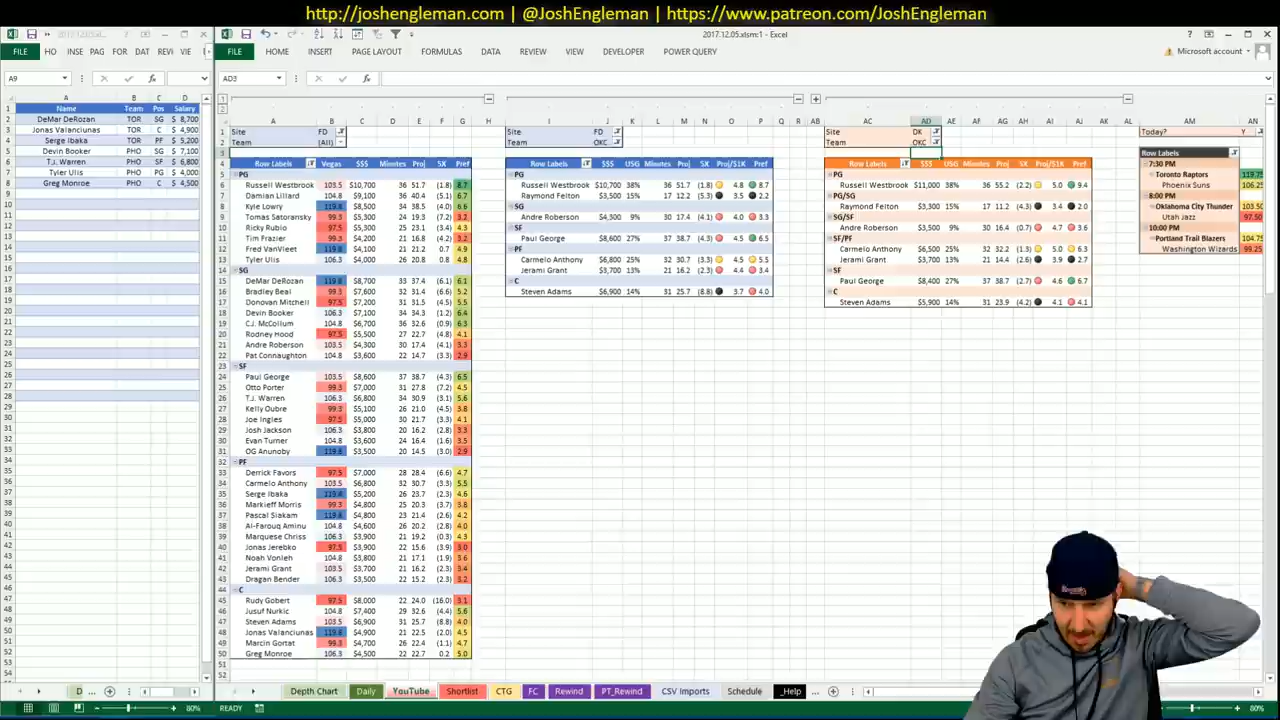 http://joshengleman.com | @JoshEngleman | https://www.patreon.com/JoshEngleman
2017.12.05.xlsm:1 - Excel
FILE HO INSE PAG FOR DAT REVI VIE
FILE HOME INSERT PAGE LAYOUT FORMULAS DATA REVIEW VIEW DEVELOPER POWER QUERY Microsoft account
A9
AD3
Name Team Pos Salary
DeMar DeRozan TOR SG $ 8,700
Jonas Valanciunas TOR C $ 4,900
Serge Ibaka TOR PF $ 5,200
Devin Booker PHO SG $ 7,100
T.J. Warren PHO SF $ 6,800
Tyler Ulis PHO PG $ 4,000
Greg Monroe PHO C $ 4,500
Site FD
Team (All)
Row Labels Vegas $$$ Minutes Proj 5X Pref
PG
Russell Westbrook 103.5 $10,700 36 51.7 (1.8) 8.7
Damian Lillard 104.8 $9,100 36 40.4 (5.1) 6.7
Kyle Lowry 119.8 $8,500 34 38.5 (4.0) 6.6
Tomas Satoransky 99.3 $5,300 24 19.3 (7.2) 3.2
Ricky Rubio 97.5 $5,300 25 23.1 (3.4) 4.3
Tim Frazier 99.3 $4,200 21 16.8 (4.2) 3.2
Fred VanVleet 119.8 $4,100 21 21.2 0.7 4.9
Tyler Ulis 106.3 $4,000 26 20.8 0.8 4.8
SG
DeMar DeRozan 119.8 $8,700 33 37.4 (6.1) 6.1
Bradley Beal 99.3 $7,600 34 31.4 (6.6) 5.2
Donovan Mitchell 97.5 $7,200 31 31.5 (4.5) 5.5
Devin Booker 106.3 $7,100 34 34.3 (1.2) 6.4
C.J. McCollum 104.8 $6,700 36 32.6 (0.9) 6.3
Rodney Hood 97.5 $5,500 27 22.7 (4.8) 4.1
Andre Roberson 103.5 $4,300 30 17.4 (4.1) 3.3
Pat Connaughton 104.8 $3,600 22 14.7 (3.3) 2.9
SF
Paul George 103.5 $8,600 37 38.7 (4.3) 6.5
Otto Porter 99.3 $7,000 31 27.8 (7.2) 4.5
T.J. Warren 106.3 $6,800 34 30.9 (3.1) 5.6
Kelly Oubre 99.3 $5,100 26 21.0 (4.5) 3.8
Joe Ingles 97.5 $5,000 30 21.7 (3.3) 4.1
Josh Jackson 106.3 $3,800 22 16.2 (2.8) 3.3
Evan Turner 104.8 $3,600 24 16.4 (1.6) 3.5
OG Anunoby 119.8 $3,500 20 14.5 (3.0) 2.9
PF
Derrick Favors 97.5 $7,000 28 28.4 (6.6) 4.7
Carmelo Anthony 103.5 $6,800 32 30.7 (3.3) 5.5
Serge Ibaka 119.8 $5,200 26 23.7 (2.3) 4.6
Markieff Morris 99.3 $4,800 25 20.3 (3.7) 3.8
Pascal Siakam 119.8 $4,800 23 21.4 (2.6) 4.2
Al-Farouq Aminu 104.8 $4,600 26 20.2 (2.8) 4.0
Marquese Chriss 106.3 $3,900 21 19.2 (0.3) 4.3
Jonas Jerebko 97.5 $3,900 22 15.6 (3.9) 3.0
Noah Vonleh 104.8 $3,800 21 17.1 (1.9) 3.6
Jerami Grant 103.5 $3,700 21 16.2 (2.3) 3.4
Dragan Bender 106.3 $3,500 22 15.2 (2.3) 3.2
C
Rudy Gobert 97.5 $8,000 22 24.0 (16.0) 3.1
Jusuf Nurkic 104.8 $7,400 29 32.6 (4.4) 5.6
Steven Adams 103.5 $6,900 31 25.7 (8.8) 4.0
Jonas Valanciunas 119.8 $4,900 21 22.5 (2.0) 4.5
Marcin Gortat 99.3 $4,700 26 22.4 (1.1) 4.7
Greg Monroe 106.3 $4,500 22 22.7 0.2 5.0
Site FD
Team OKC
Row Labels $$$ USG Minutes Proj 5X Proj/$1K Pref
PG
Russell Westbrook $10,700 38% 36 51.7 (1.8) 4.8 8.7
Raymond Felton $3,500 15% 17 12.2 (5.3) 3.5 2.2
SG
Andre Roberson $4,300 9% 30 17.4 (4.1) 4.0 3.3
SF
Paul George $8,600 27% 37 38.7 (4.3) 4.5 6.5
PF
Carmelo Anthony $6,800 25% 32 30.7 (3.3) 4.5 5.5
Jerami Grant $3,700 13% 21 16.2 (2.3) 4.4 3.4
C
Steven Adams $6,900 14% 31 25.7 (8.8) 3.7 4.0
Site DK
Team OKC
Row Labels $$$ USG Minutes Proj 5X Proj/$1K Pref
PG
Russell Westbrook $11,000 38% 36 55.2 (2.2) 5.0 9.4
PG/SG
Raymond Felton $3,300 15% 17 11.2 (4.3) 3.4 2.0
SG/SF
Andre Roberson $3,500 9% 30 16.4 (0.7) 4.7 3.6
SF/PF
Carmelo Anthony $6,500 25% 32 32.2 (1.3) 5.0 6.3
Jerami Grant $3,700 13% 21 14.4 (2.6) 3.9 2.7
SF
Paul George $8,400 27% 37 38.7 (1.7) 4.6 6.7
C
Steven Adams $5,900 14% 31 23.9 (4.2) 4.1 4.1
Today? Y
Row Labels
7:30 PM
Toronto Raptors 119.75
Phoenix Suns 106.25
8:00 PM
Oklahoma City Thunder 103.50
Utah Jazz 97.50
10:00 PM
Portland Trail Blazers 104.75
Washington Wizards 99.25
D ... Depth Chart Daily YouTube Shortlist CTG FC Rewind PT_Rewind CSV Imports Schedule _Help ...
80% READY 80%